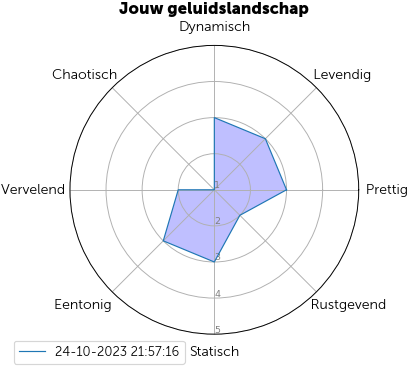 Jouw geluidslandschap
Dynamisch
Chaotisch
Levendig
Vervelend
Prettig
1
2
3
4
5
Eentonig
Rustgevend
Statisch
24-10-2023 21:57:16